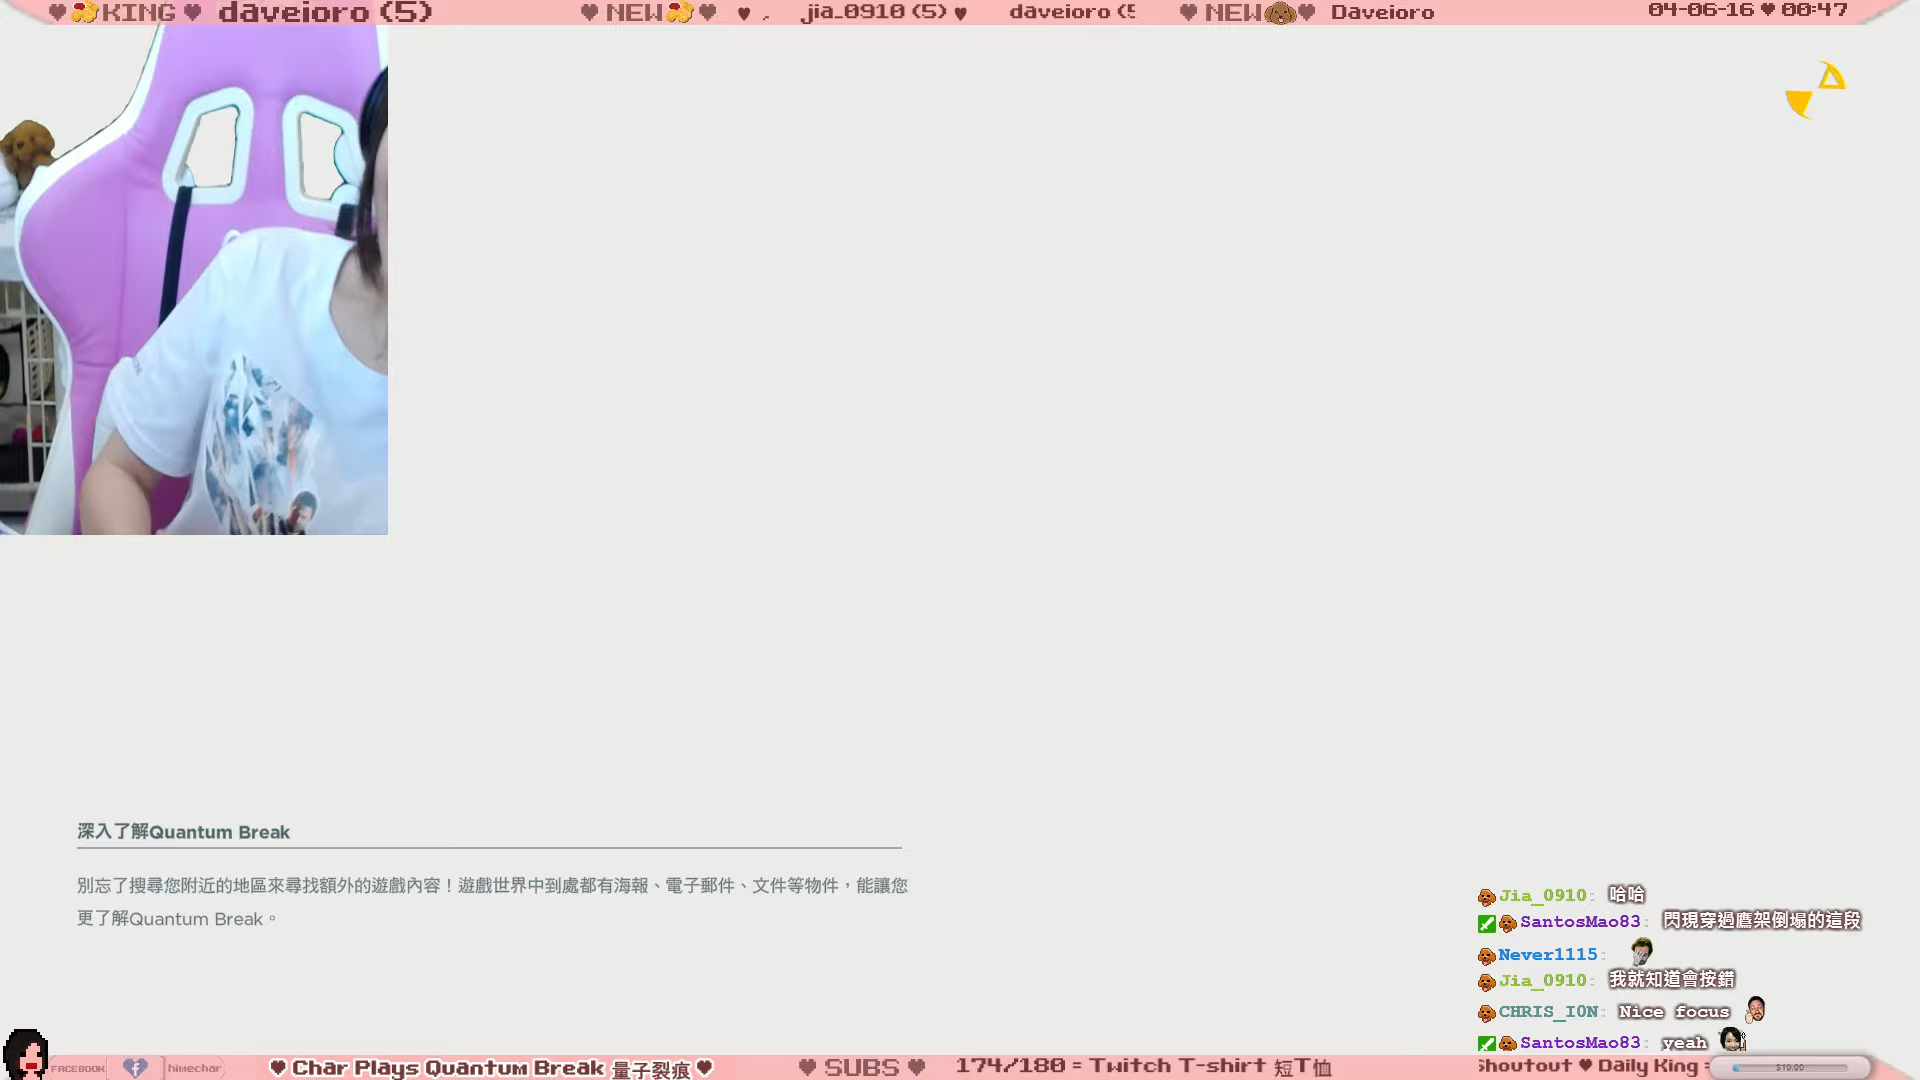 ♥ KING ♥ daveioro (5) ♥ NEW ♥ ♥ jia_0910 (5) ♥ daveioro (5 ♥ NEW ♥ Daveioro 04-06-16 ♥ 00:47
深入了解Quantum Break
別忘了搜尋您附近的地區來尋找額外的遊戲內容！遊戲世界中到處都有海報、電子郵件、文件等物件，能讓您
更了解Quantum Break。
Jia_0910: 哈哈
SantosMao83: 閃現穿過鷹架倒塌的這段
Never1115:
Jia_0910: 我就知道會按錯
CHRIS_I0N: Nice focus
SantosMao83: yeah
FACEBOOK himechar ♥ Char Plays Quantum Break 量子裂痕 ♥ ♥ SUBS ♥ 174/180 = Twitch T-shirt 短T恤 Shoutout ♥ Daily King = $10.00